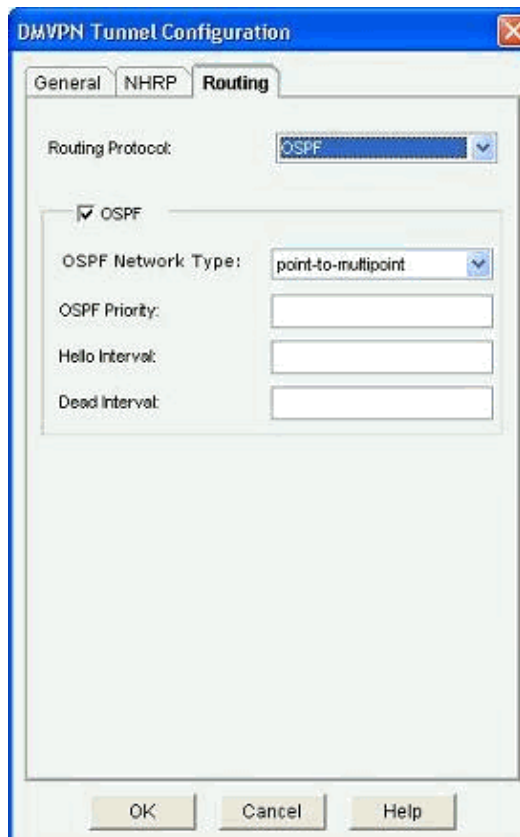 DMVPN Tunnel Configuration
General NHRP Routing
Routing Protocol: OSPF
OSPF
OSPF Network Type: point-to-multipoint
OSPF Priority:
Hello Interval:
Dead Interval:
OK Cancel Help